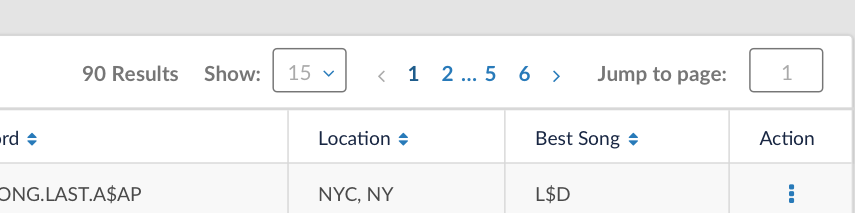 90 Results Show: 15 < 1 2 ... 5 6 > Jump to page: 1
ord Location Best Song Action
ONG.LAST.A$AP NYC, NY L$D